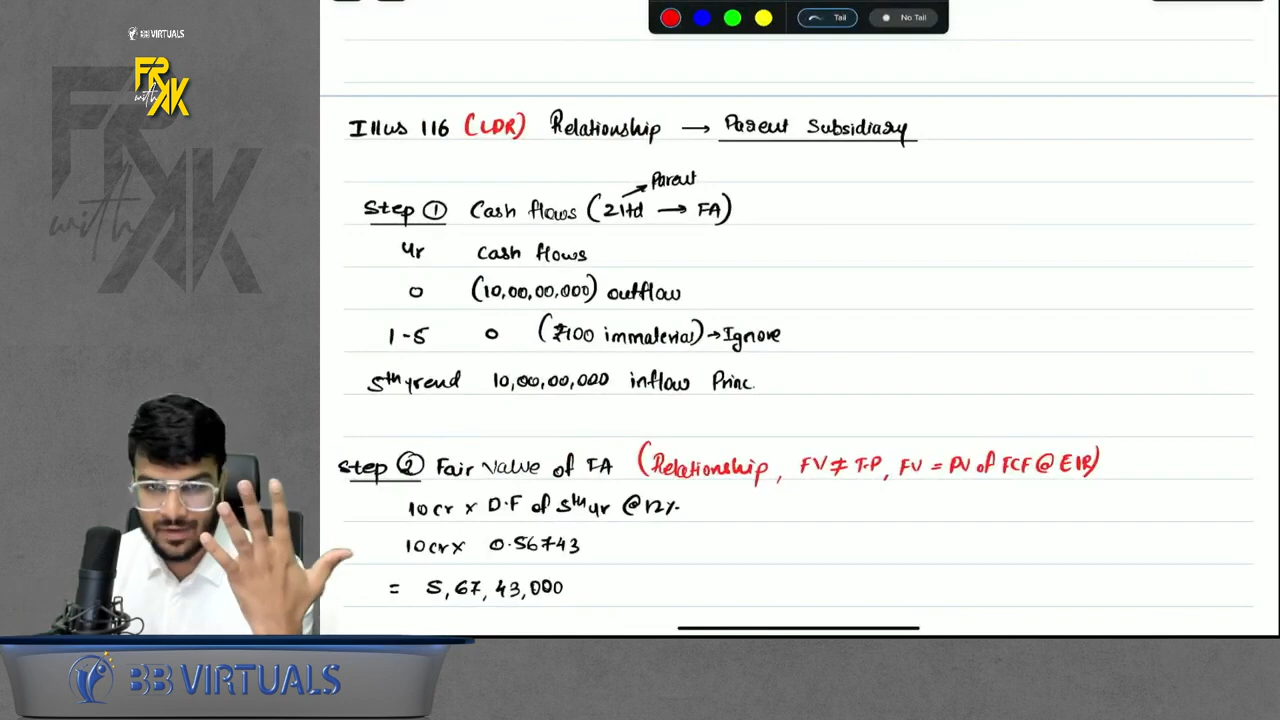 Tail
No Tail
BB VIRTUALS
FR
with
KK
Illus 116 (LDR) Relationship → Parent Subsidiary
Parent
Step ① Cash flows (Z ltd → FA)
Yr Cash flows
0 (10,00,00,000) outflow
1-5 0 (₹100 immaterial) → Ignore
5th yrend 10,00,00,000 inflow Princ.
Step ② Fair value of FA (Relationship, FV ≠ T.P, FV = PV of FCF @ EIR)
10 cr x D.F of 5th yr @ 12%
10 cr x 0.56743
= 5,67,43,000
BB VIRTUALS